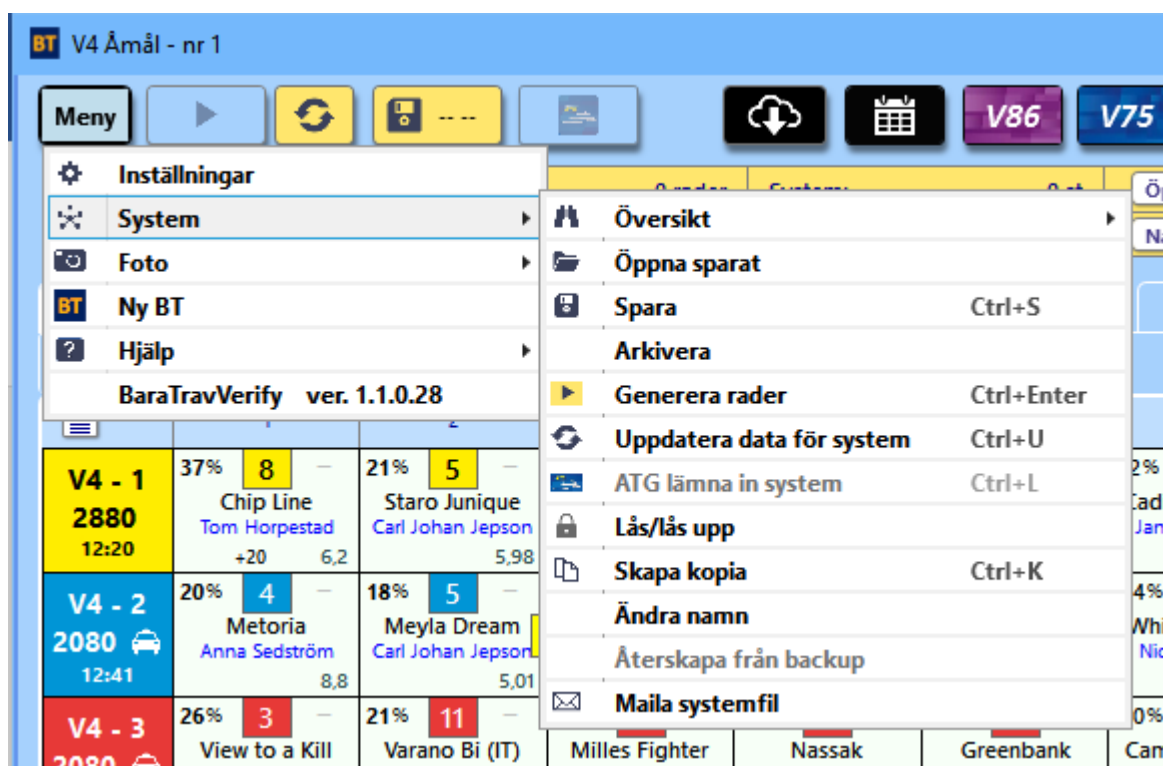 BT V4 Åmål - nr 1
Meny -- -- V86 V75
Inställningar
System
Foto
BT Ny BT
Hjälp
BaraTravVerify ver. 1.1.0.28
Översikt
Öppna sparat
Spara Ctrl+S
Arkivera
Generera rader Ctrl+Enter
Uppdatera data för system Ctrl+U
ATG lämna in system Ctrl+L
Lås/lås upp
Skapa kopia Ctrl+K
Ändra namn
Återskapa från backup
Maila systemfil
V4 - 1
2880
12:20
37% 8 –
Chip Line
Tom Horpestad
+20 6,2
21% 5 –
Staro Junique
Carl Johan Jepson
5,98
V4 - 2
2080
12:41
20% 4 –
Metoria
Anna Sedström
8,8
18% 5 –
Meyla Dream
Carl Johan Jepson
5,01
V4 - 3
2080
26% 3 –
View to a Kill
21% 11 –
Varano Bi (IT)
Milles Fighter
Nassak
Greenbank